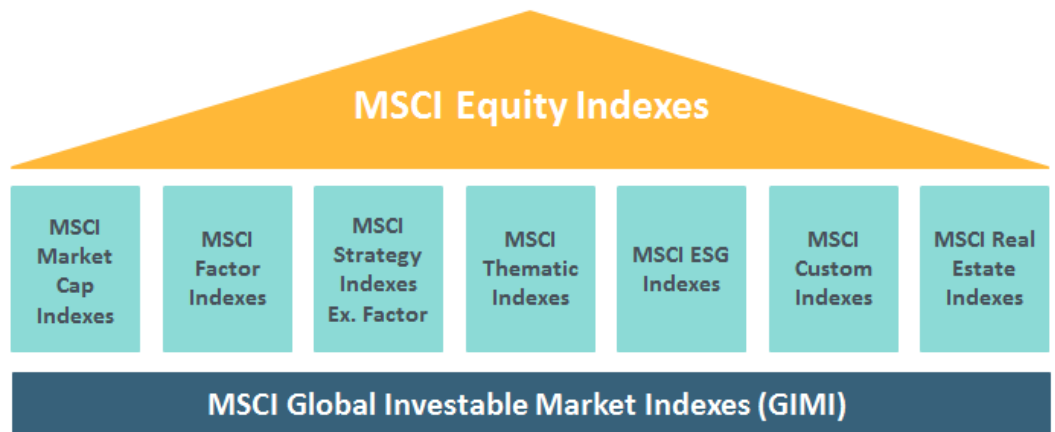 MSCI Equity Indexes
MSCI
Market
Cap
Indexes
MSCI
Factor
Indexes
MSCI
Strategy
Indexes
Ex. Factor
MSCI
Thematic
Indexes
MSCI ESG
Indexes
MSCI
Custom
Indexes
MSCI Real
Estate
Indexes
MSCI Global Investable Market Indexes (GIMI)